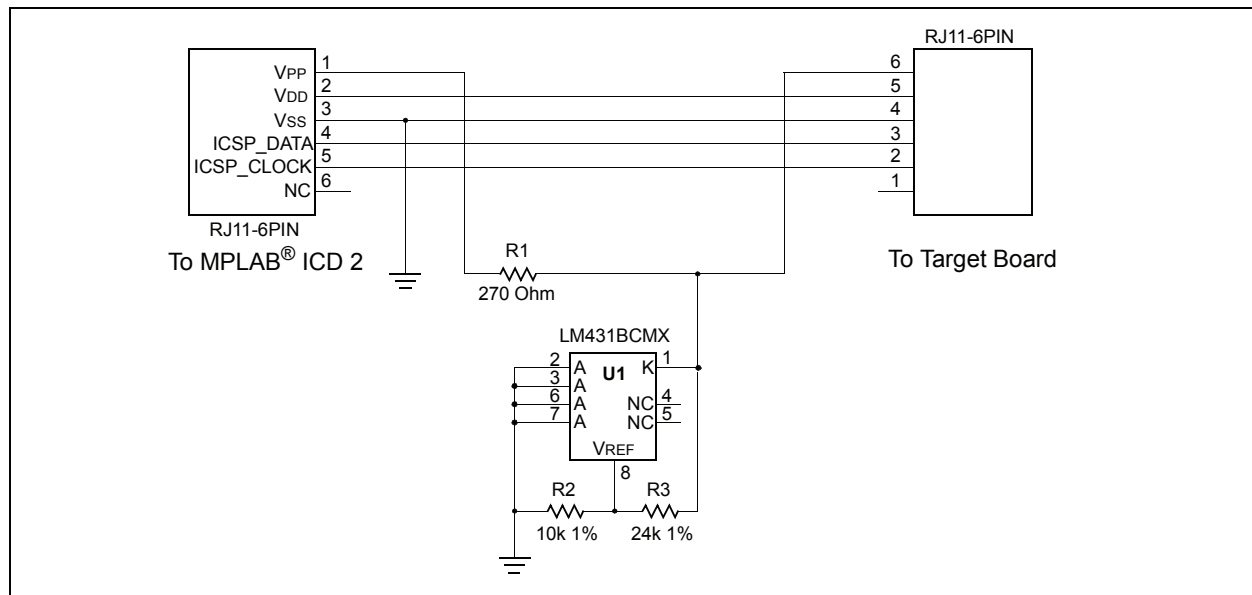 RJ11-6PIN
VPP 1
VDD 2
VSS 3
ICSP_DATA 4
ICSP_CLOCK 5
NC 6
RJ11-6PIN
To MPLAB® ICD 2
6
5
4
3
2
1
To Target Board
R1
270 Ohm
LM431BCMX
2 A U1 K 1
3 A
6 A NC 4
7 A NC 5
VREF
8
R2 R3
10k 1% 24k 1%